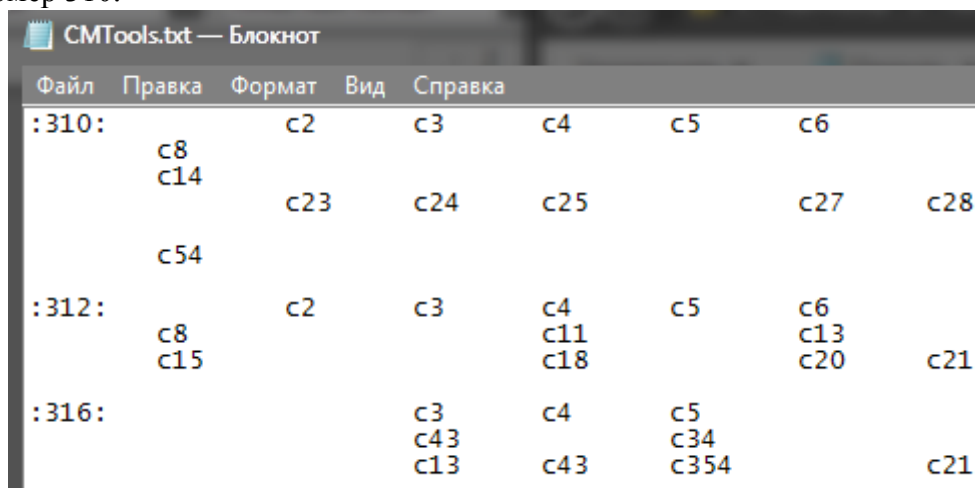 310.
CMTools.txt — Блокнот
Файл Правка Формат Вид Справка
:310: c2 c3 c4 c5 c6
c8
c14
c23 c24 c25 c27 c28
c54
:312: c2 c3 c4 c5 c6
c8 c11 c13
c15 c18 c20 c21
:316: c3 c4 c5
c43 c34
c13 c43 c354 c21